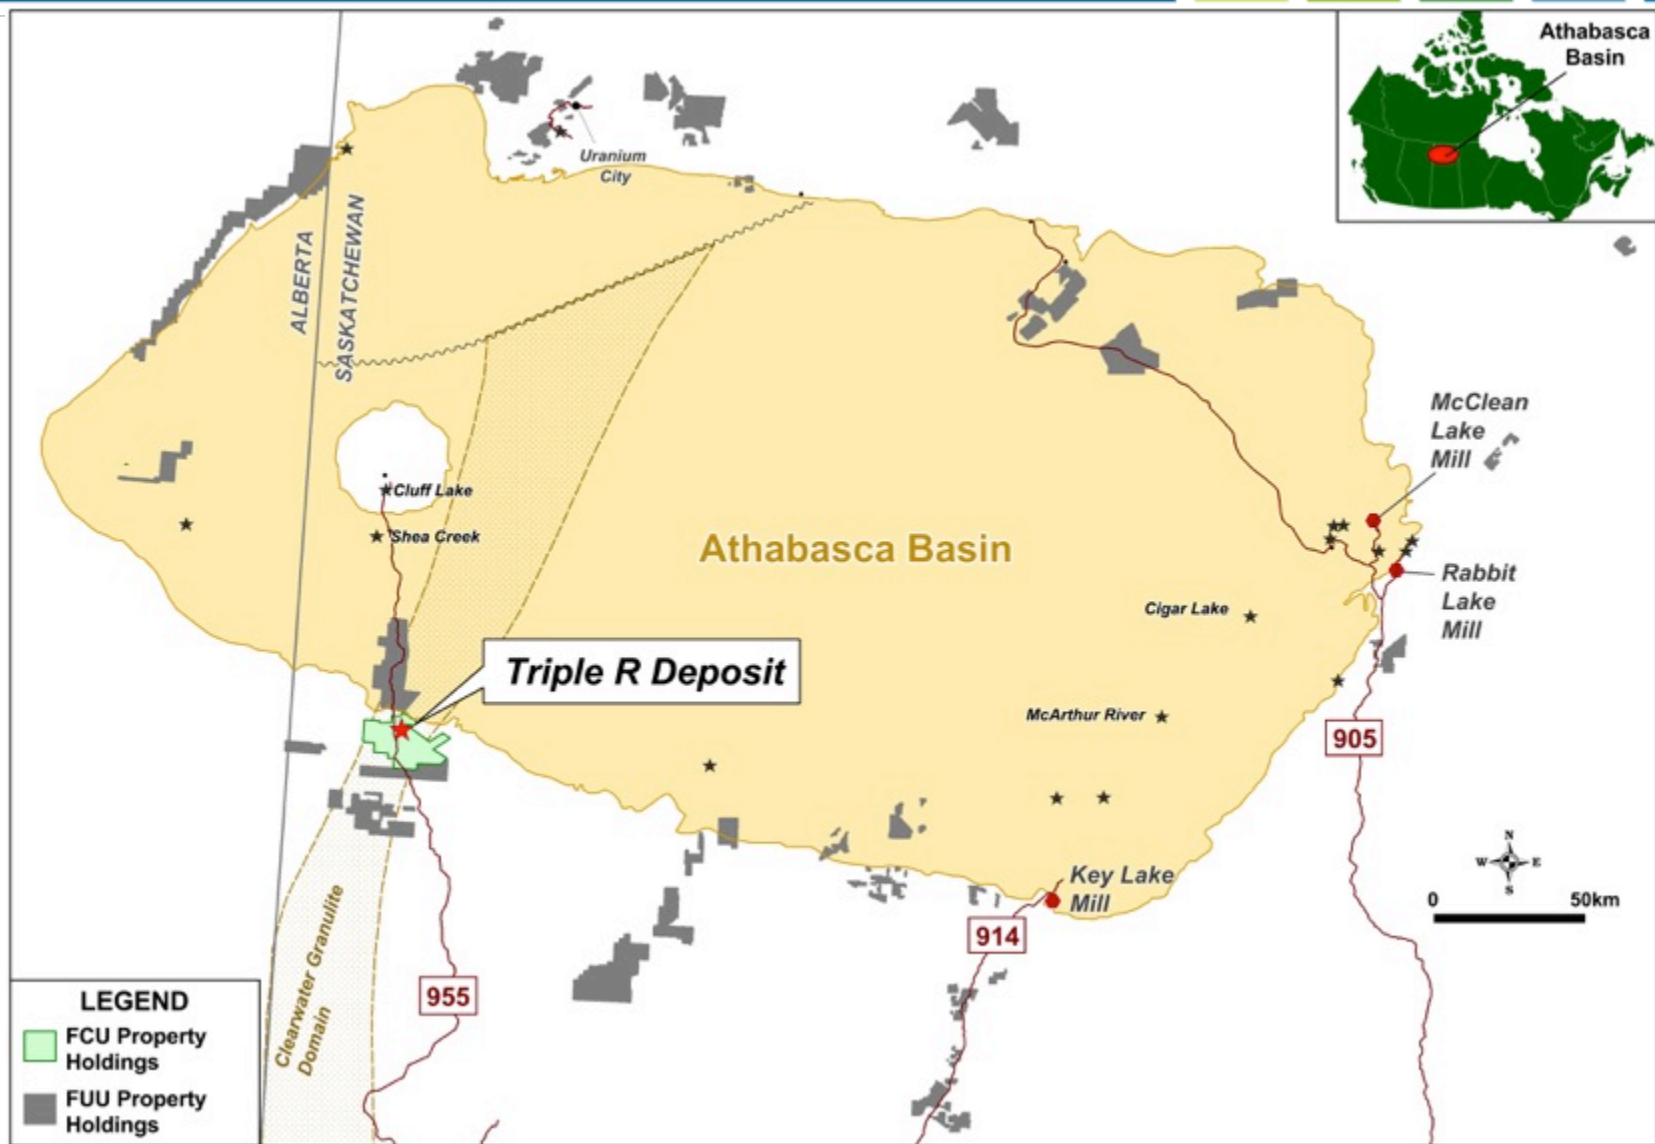 Athabasca
Basin
Uranium
City
ALBERTA
SASKATCHEWAN
McClean
Lake
Mill
Cluff Lake
Shea Creek
Athabasca Basin
Rabbit
Lake
Mill
Cigar Lake
Triple R Deposit
McArthur River
905
N
W E
S
Key Lake
Mill
0 50km
914
955
Clearwater Granulite
Domain
LEGEND
FCU Property
Holdings
FUU Property
Holdings